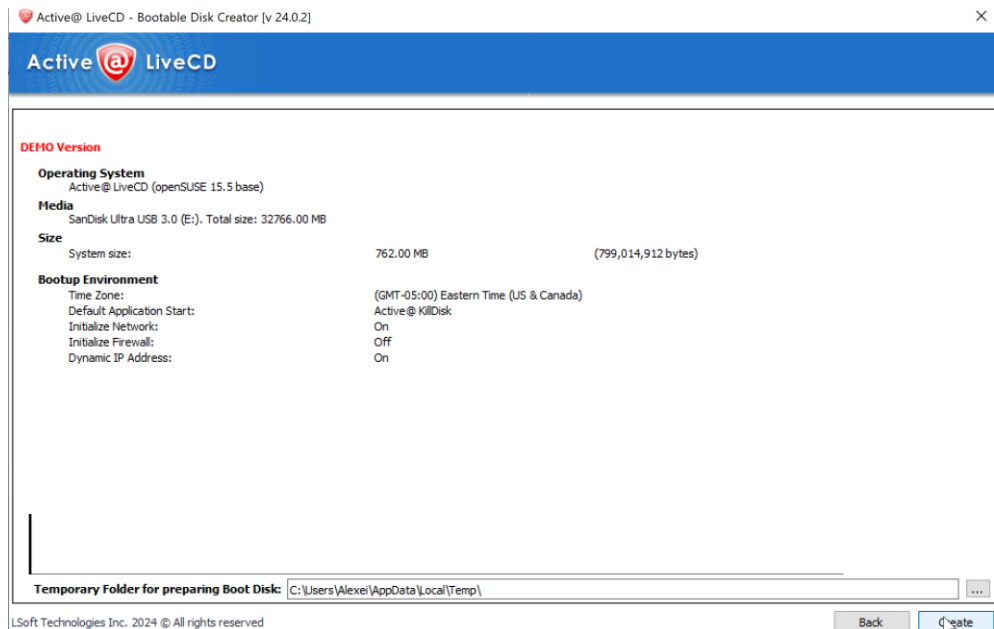 Active@ LiveCD - Bootable Disk Creator [v 24.0.2]
Active@ LiveCD
DEMO Version
Operating System
Active@ LiveCD (openSUSE 15.5 base)
Media
SanDisk Ultra USB 3.0 (E:). Total size: 32766.00 MB
Size
System size: 762.00 MB (799,014,912 bytes)
Bootup Environment
Time Zone: (GMT-05:00) Eastern Time (US & Canada)
Default Application Start: Active@ KillDisk
Initialize Network: On
Initialize Firewall: Off
Dynamic IP Address: On
Temporary Folder for preparing Boot Disk: C:\Users\Alexei\AppData\Local\Temp\ ...
LSoft Technologies Inc. 2024 © All rights reserved Back Create